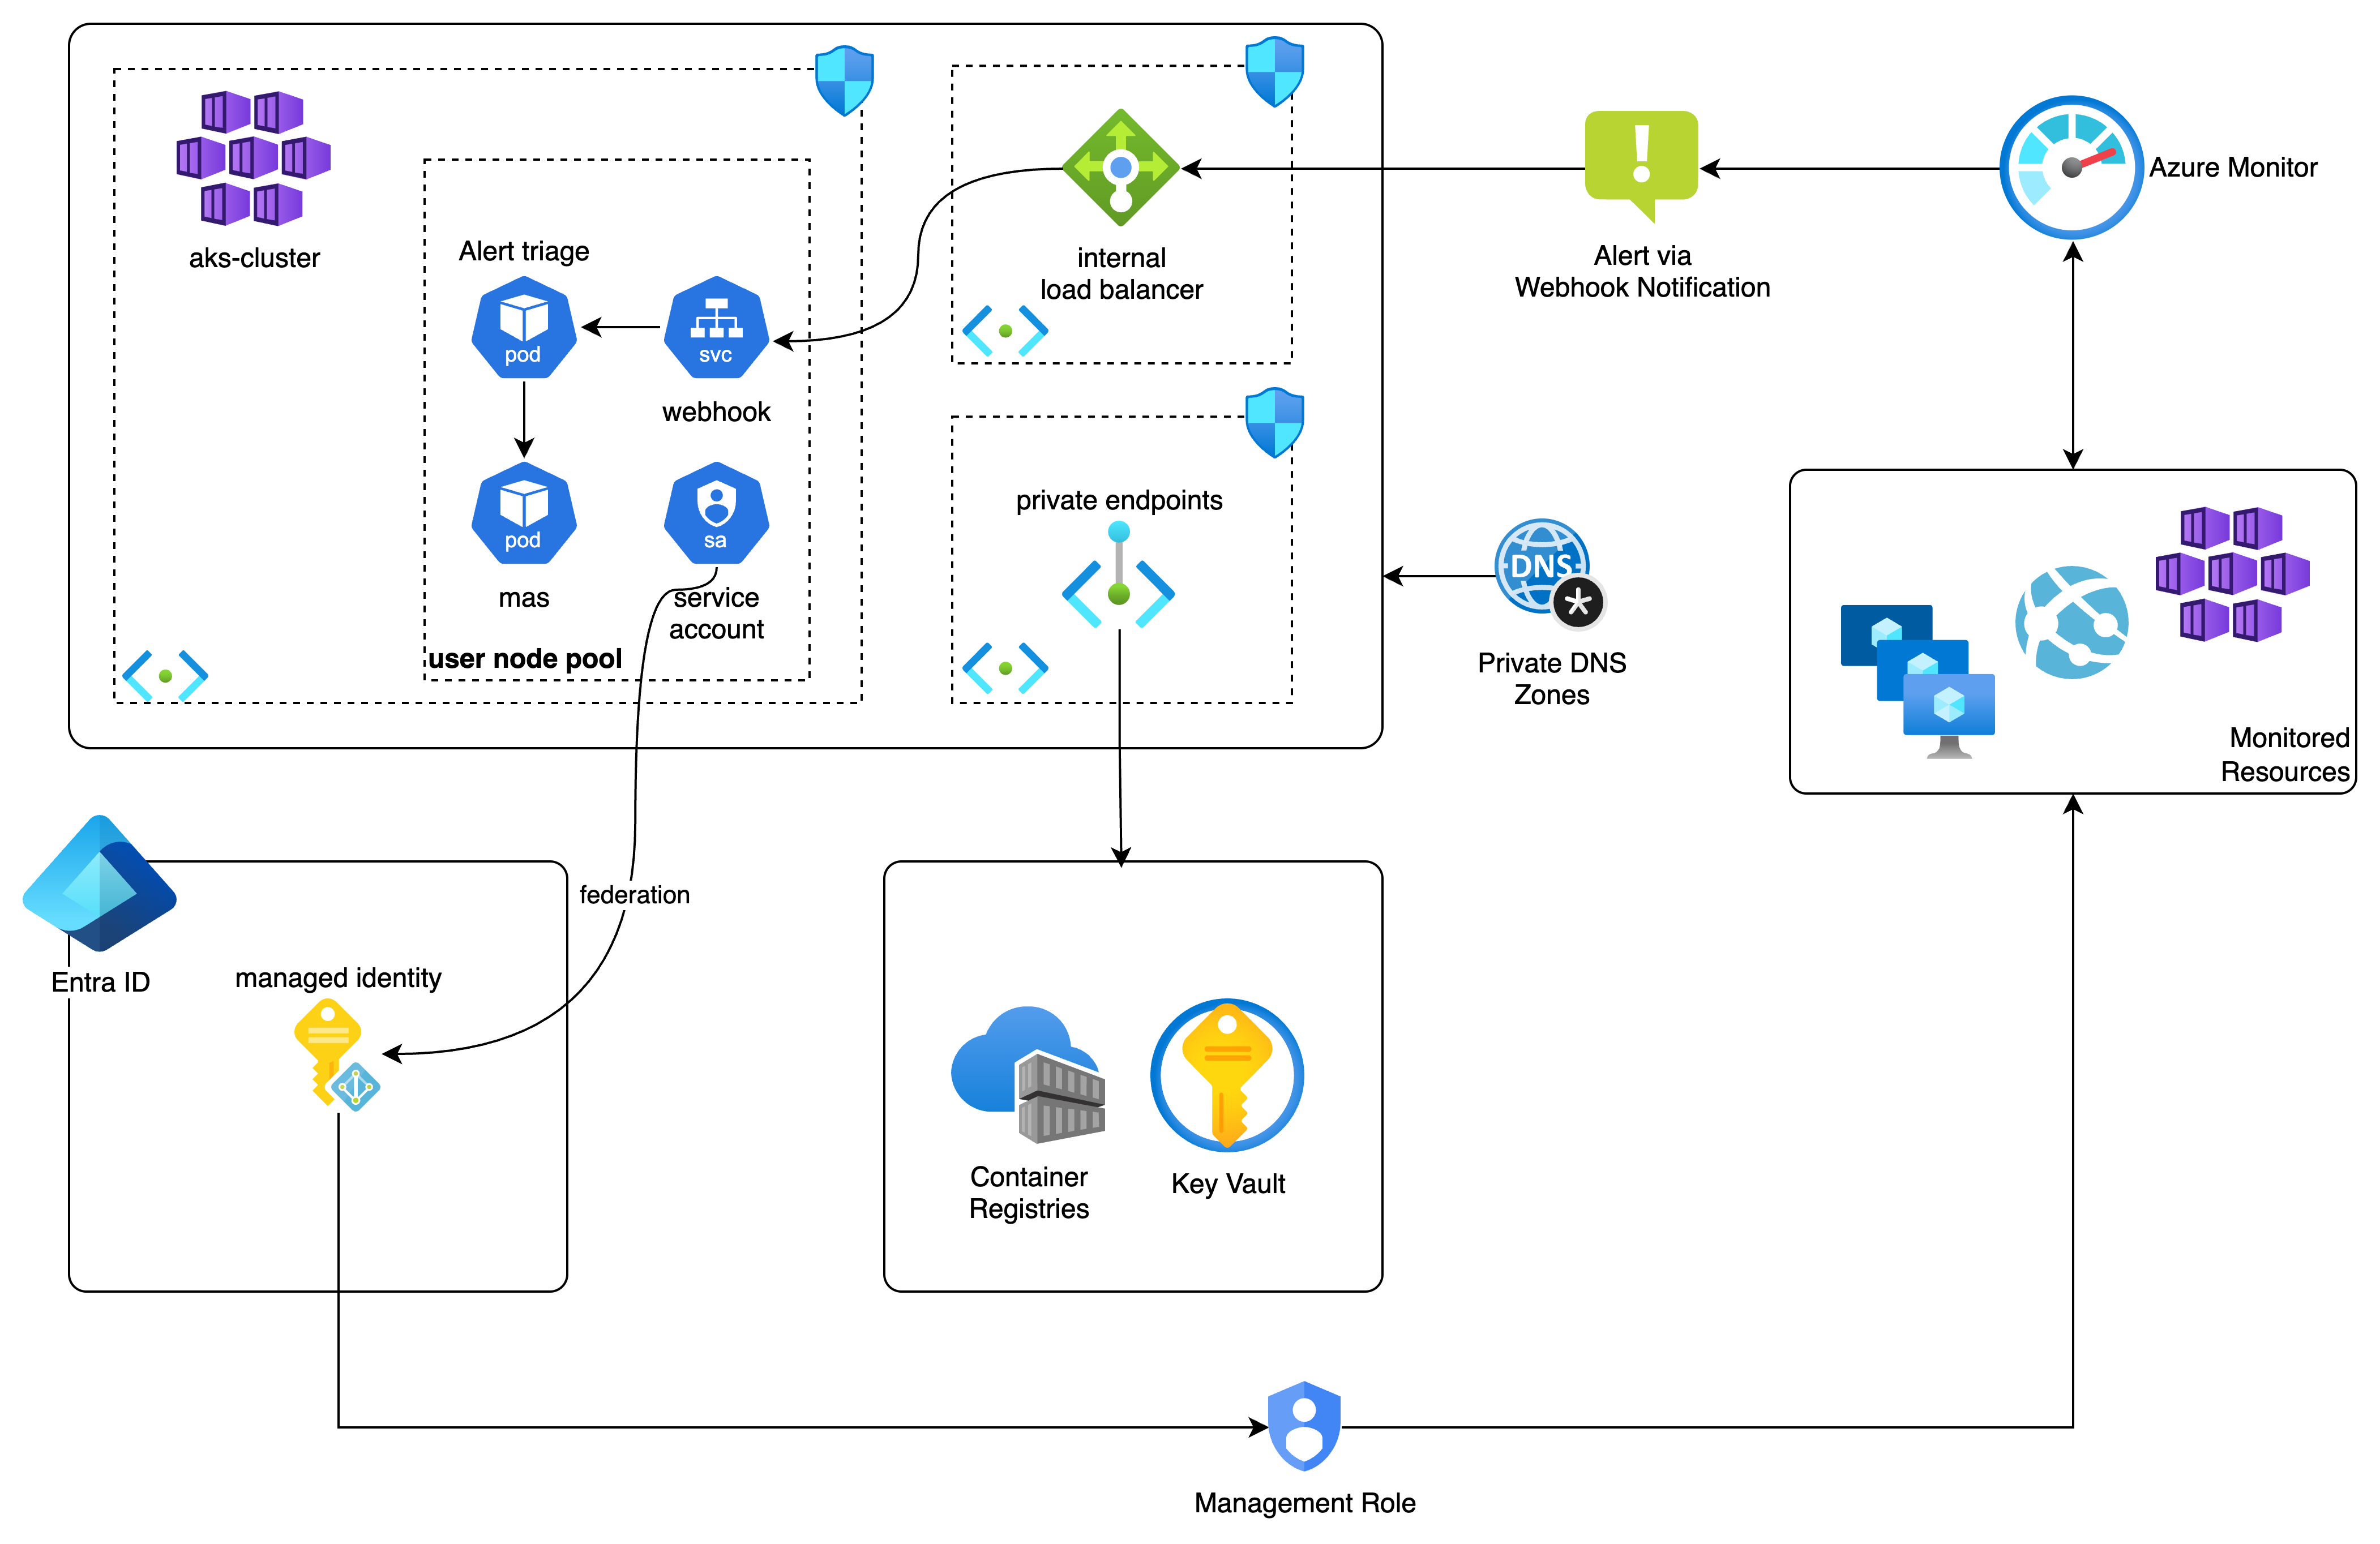 aks-cluster
Alert triage
pod
svc
webhook
pod
mas
sa
service
account
user node pool
internal
load balancer
private endpoints
Alert via
Webhook Notification
Azure Monitor
DNS
*
Private DNS
Zones
Monitored
Resources
Entra ID
managed identity
federation
Container
Registries
Key Vault
Management Role